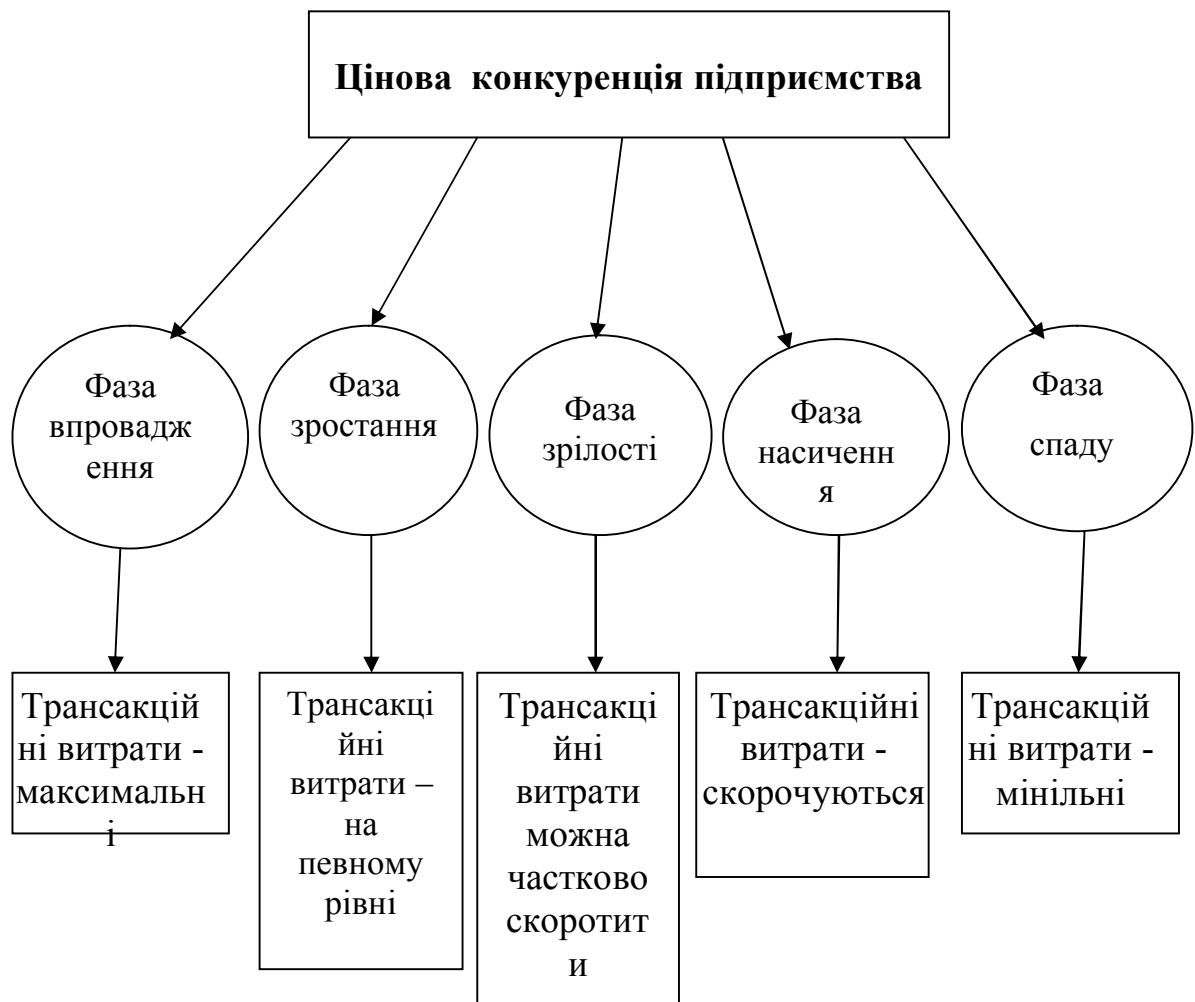 Цінова  конкуренція підприємства
Фаза
впровадж
ення
Фаза
зростання
Фаза
зрілості
Фаза
насиченн
я
Фаза
спаду
Трансакцій
ні витрати -
максимальн
і
Трансакці
йні
витрати –
на
певному
рівні
Трансакці
йні
витрати
можна
частково
скоротит
и
Трансакційні
витрати -
скорочуються
Трансакцій
ні витрати -
мінільні